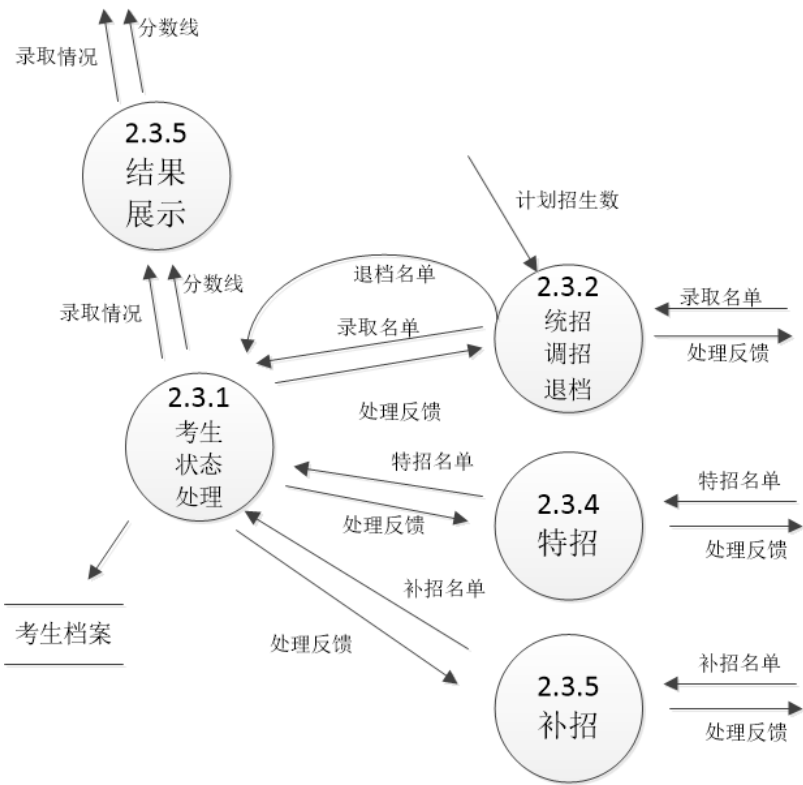 分数线
录取情况
2.3.5
结果
展示
计划招生数
退档名单
分数线
录取情况
录取名单
2.3.2
统招
调招
退档
录取名单
处理反馈
2.3.1
考生
状态
处理
处理反馈
特招名单
处理反馈
2.3.4
特招
特招名单
处理反馈
补招名单
处理反馈
考生档案
2.3.5
补招
补招名单
处理反馈